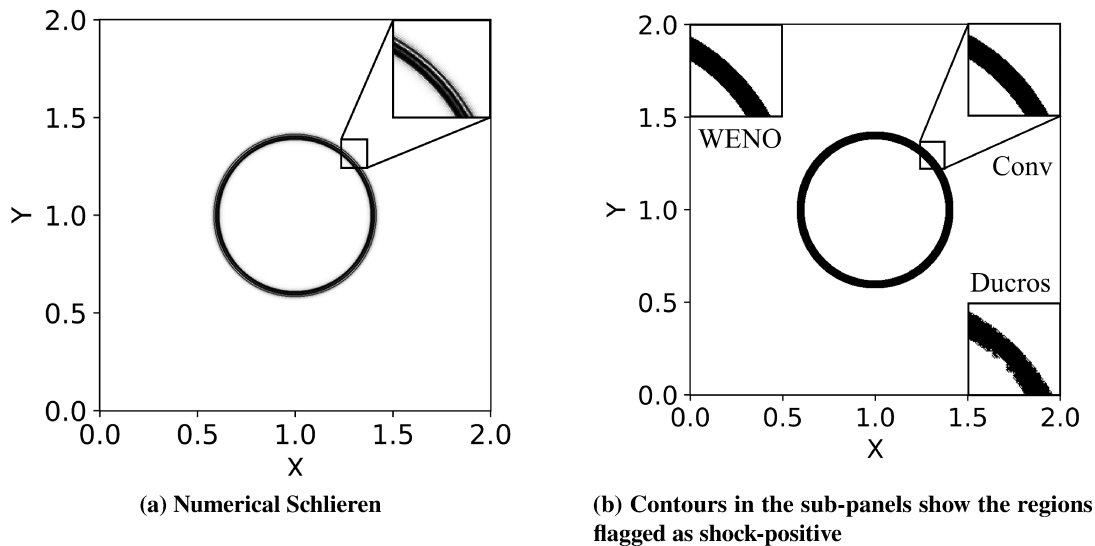 2.0
1.5
1.0
0.5
0.0
Y
0.0 0.5 1.0 1.5 2.0
X
(a) Numerical Schlieren
2.0
1.5
1.0
0.5
0.0
Y
WENO
Conv
Ducros
0.0 0.5 1.0 1.5 2.0
X
(b) Contours in the sub-panels show the regions
flagged as shock-positive